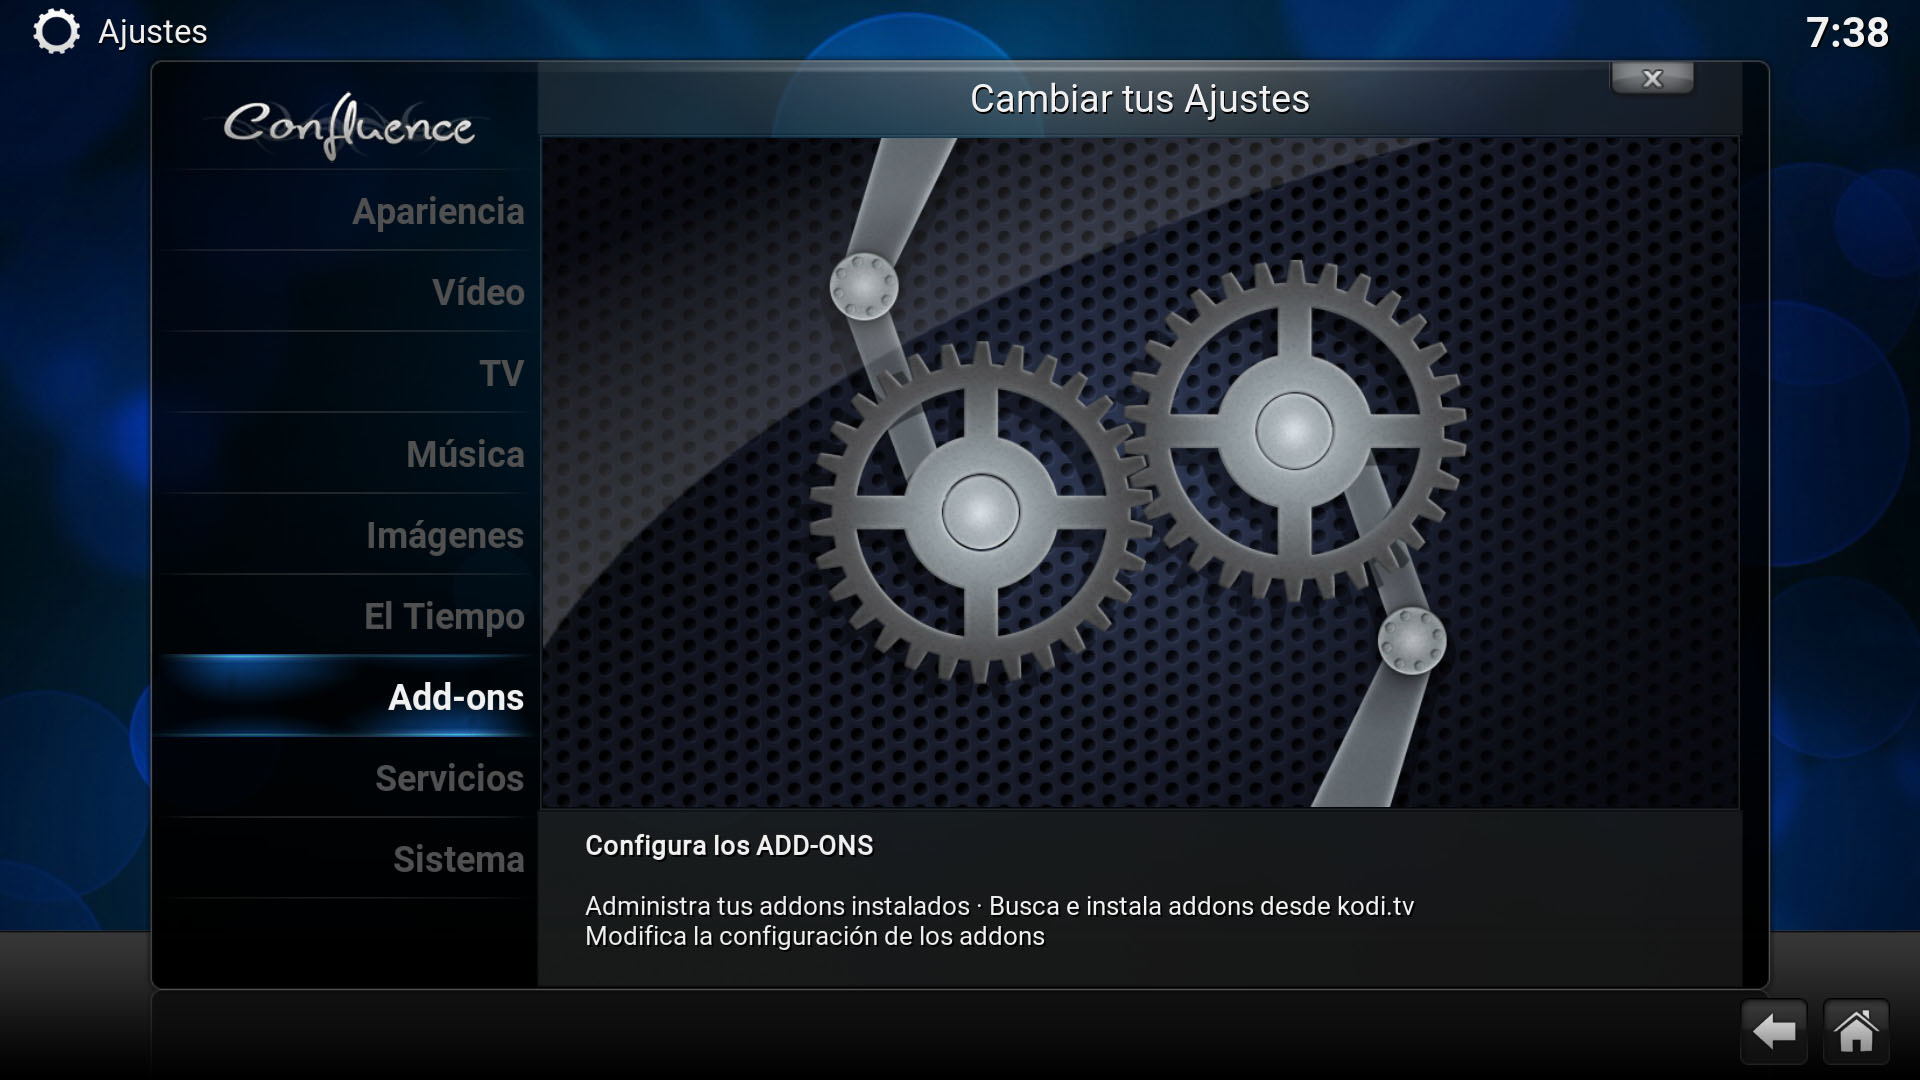 Ajustes
7:38
Confluence
Cambiar tus Ajustes
x
Apariencia
Vídeo
TV
Música
Imágenes
El Tiempo
Add-ons
Servicios
Sistema
Configura los ADD-ONS
Administra tus addons instalados · Busca e instala addons desde kodi.tv
Modifica la configuración de los addons